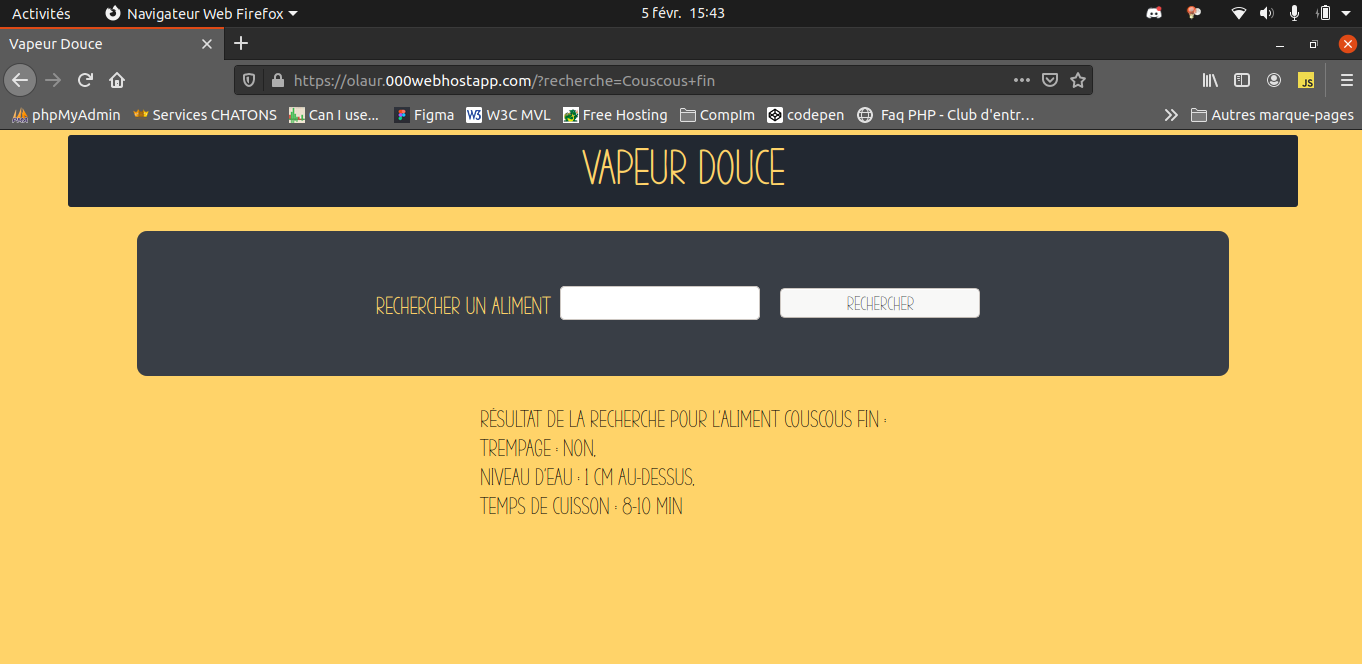 Activités Navigateur Web Firefox 5 févr. 15:43
Vapeur Douce
https://olaur.000webhostapp.com/?recherche=Couscous+fin
phpMyAdmin Services CHATONS Can I use... Figma W3 W3C MVL Free Hosting CompIm codepen Faq PHP - Club d'entr... Autres marque-pages
JS
VAPEUR DOUCE
RECHERCHER UN ALIMENT RECHERCHER
RÉSULTAT DE LA RECHERCHE POUR L'ALIMENT COUSCOUS FIN :
TREMPAGE : NON,
NIVEAU D'EAU : 1 CM AU-DESSUS,
TEMPS DE CUISSON : 8-10 MIN